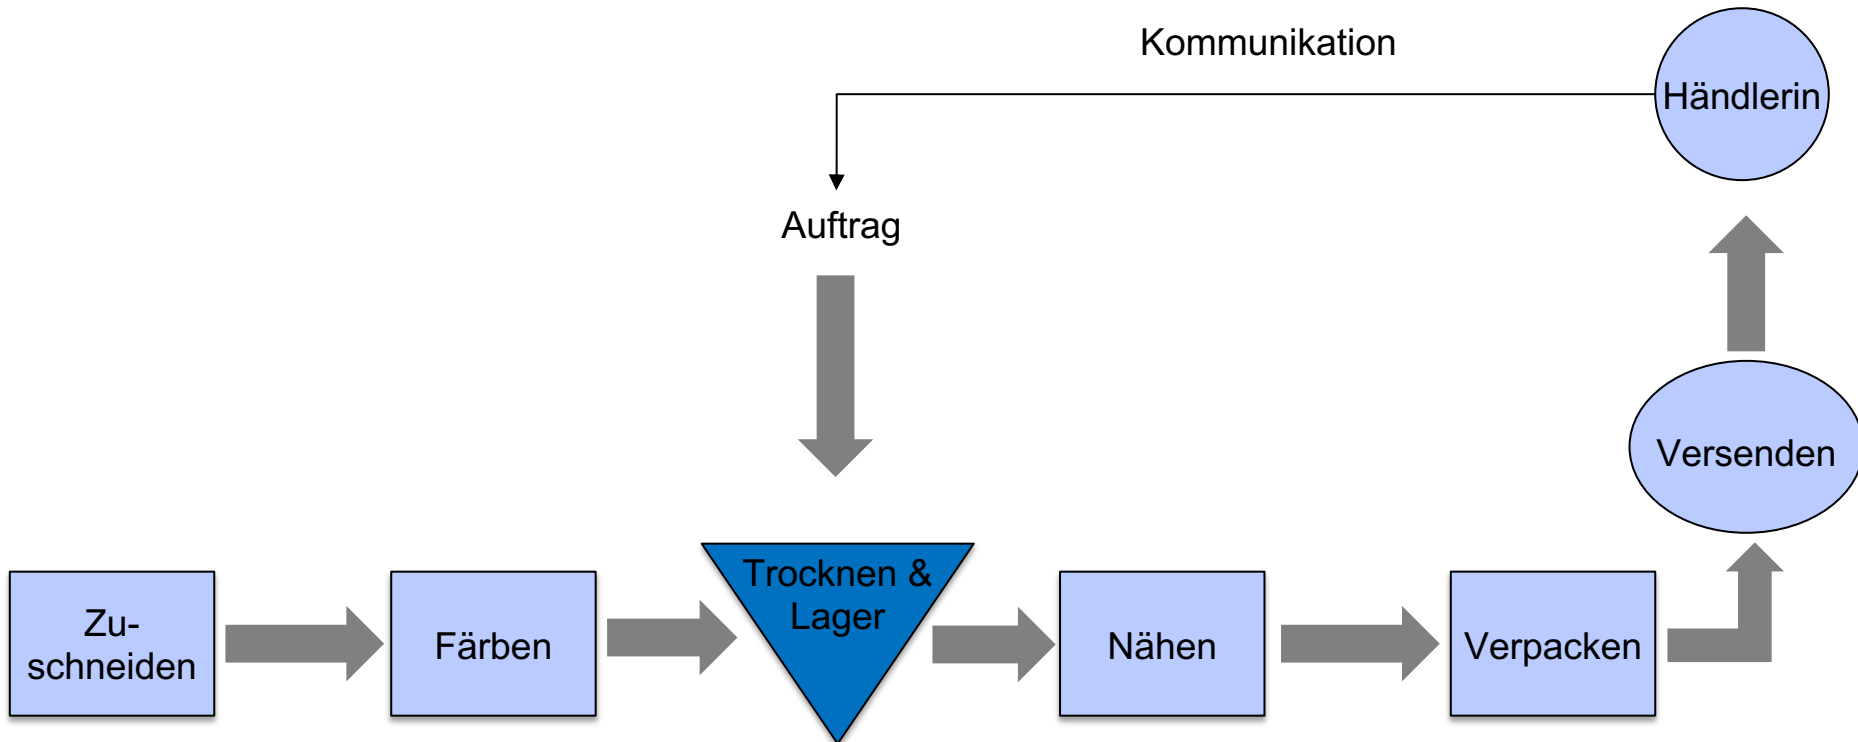 Kommunikation
Händlerin
Auftrag
Versenden
Trocknen &
Lager
Zu-
schneiden
Färben
Nähen
Verpacken